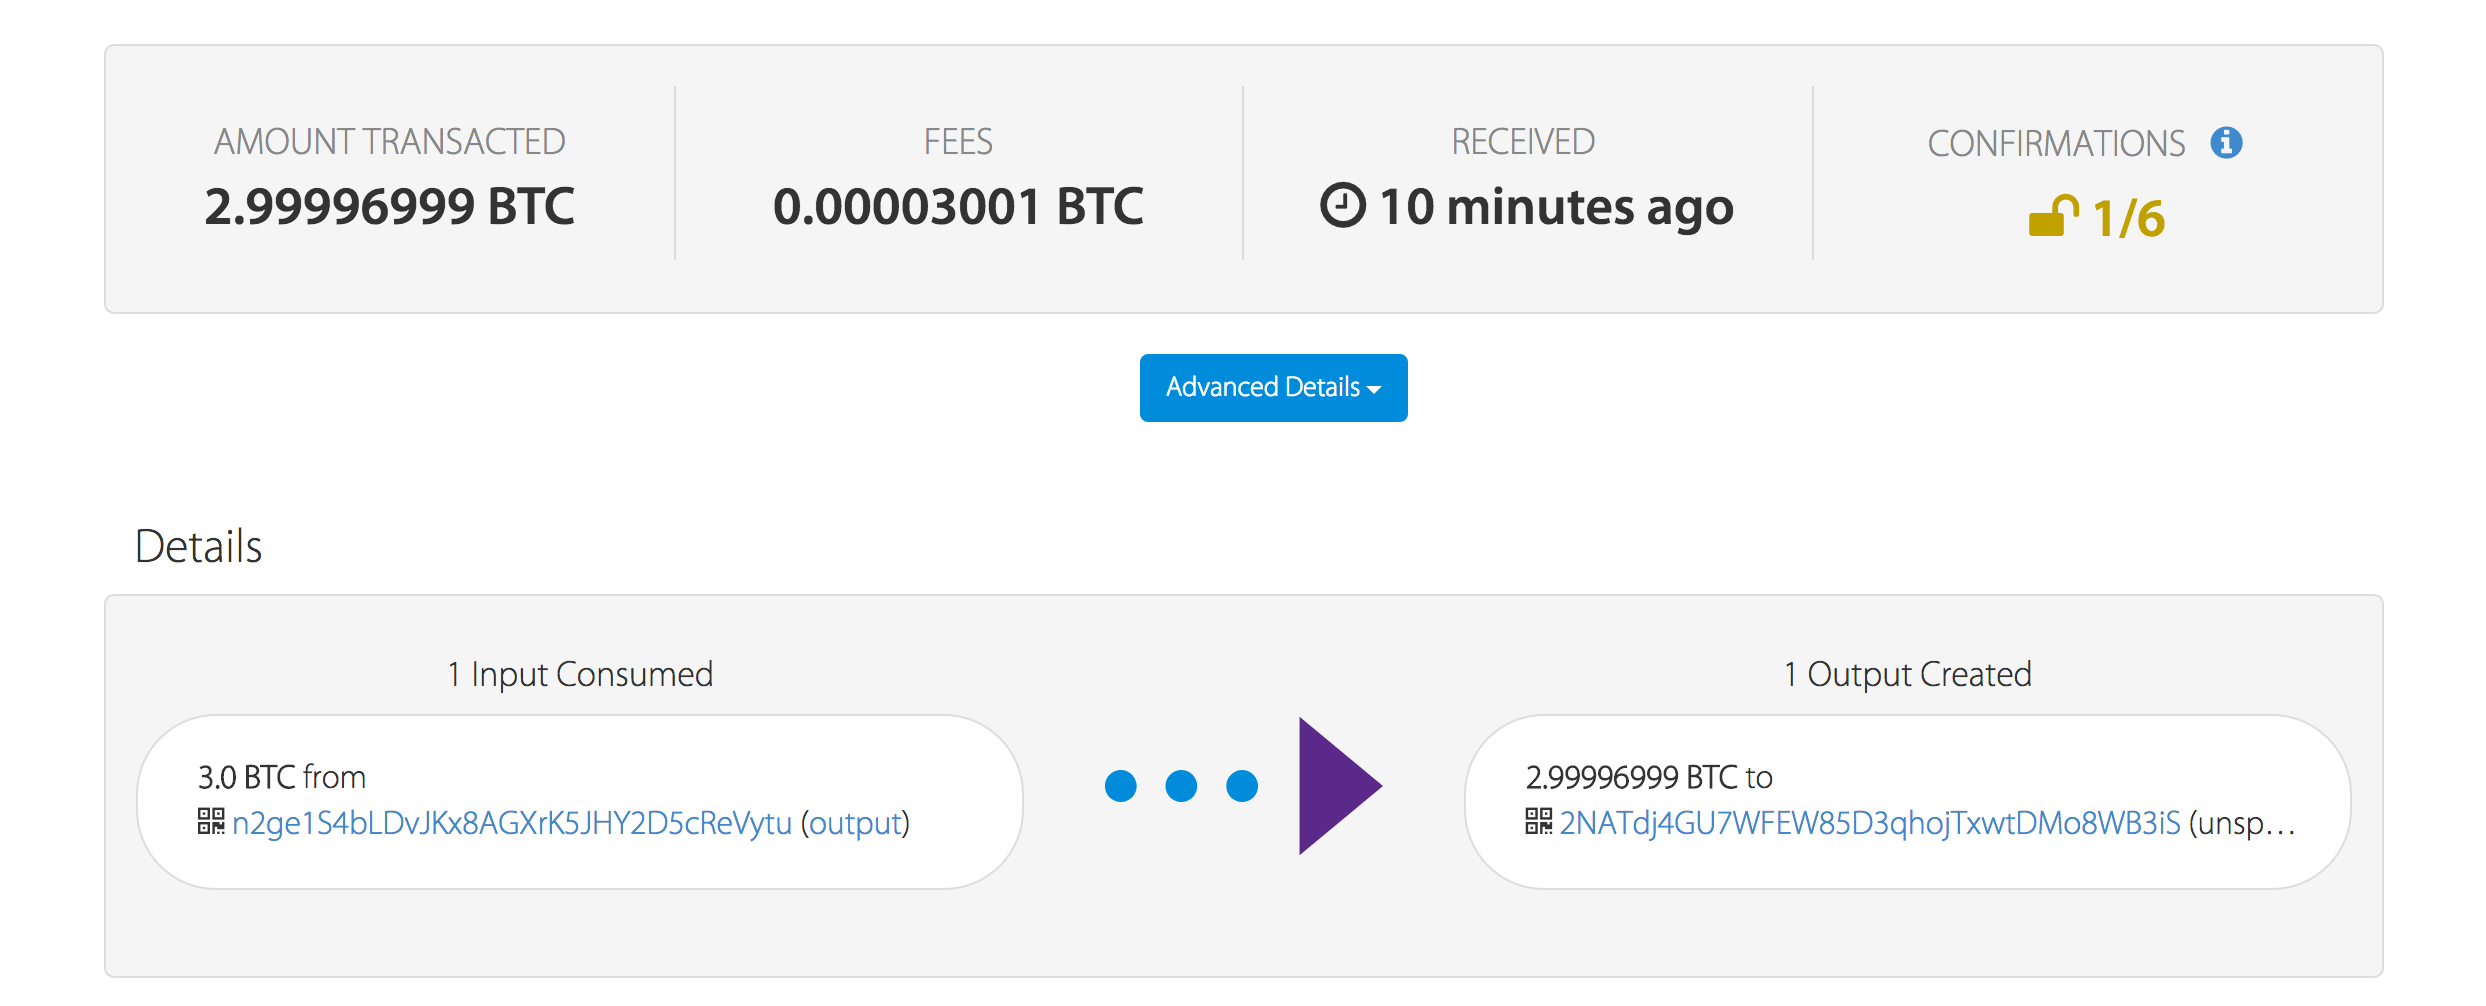 AMOUNT TRANSACTED
2.99996999 BTC
FEES
0.00003001 BTC
RECEIVED
10 minutes ago
CONFIRMATIONS
1/6
Advanced Details
Details
1 Input Consumed
3.0 BTC from
n2ge1S4bLDvJKx8AGXrK5JHY2D5cReVytu (output)
1 Output Created
2.99996999 BTC to
2NATdj4GU7WFEW85D3qhojTxwtDMo8WB3iS (unsp...